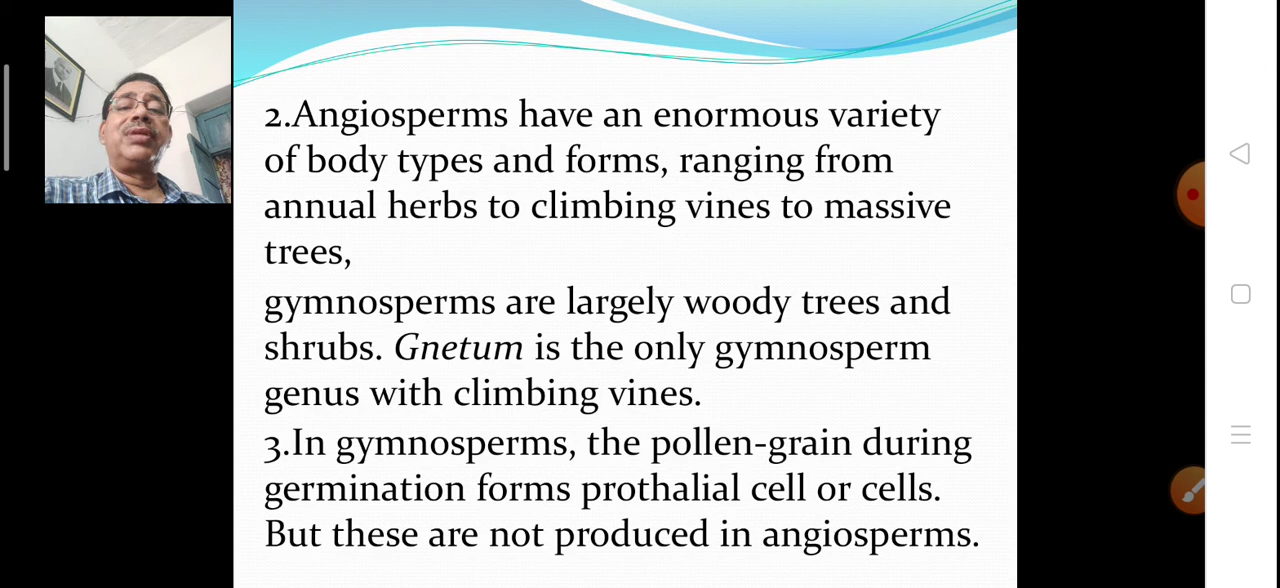 2.Angiosperms have an enormous variety
of body types and forms, ranging from
annual herbs to climbing vines to massive
trees,
gymnosperms are largely woody trees and
shrubs. Gnetum is the only gymnosperm
genus with climbing vines.
3.In gymnosperms, the pollen-grain during
germination forms prothalial cell or cells.
But these are not produced in angiosperms.